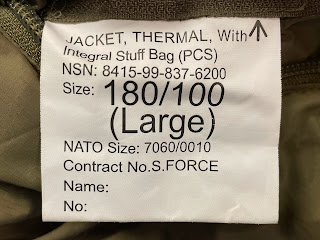 JACKET, THERMAL, With
Integral Stuff Bag (PCS)
NSN: 8415-99-837-6200
Size: 180/100
(Large)
NATO Size: 7060/0010
Contract No.S.FORCE
Name:
No: